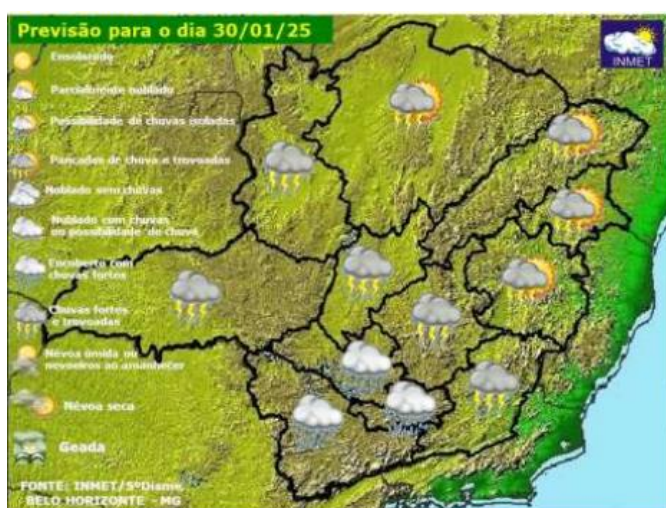 Previsão para o dia 30/01/25
INMET
Ensolarado
Parcialmente nublado
Possibilidade de chuvas isoladas
Pancadas de chuva e trovoadas
Nublado sem chuvas
Nublado com chuvas
ou possibilidade de chuva
Encoberto com
chuvas fortes
Chuvas fortes
e trovoadas
Névoa úmida ou
nevoeiros ao amanhecer
Névoa seca
Geada
FONTE: INMET/5ºDisme
BELO HORIZONTE - MG